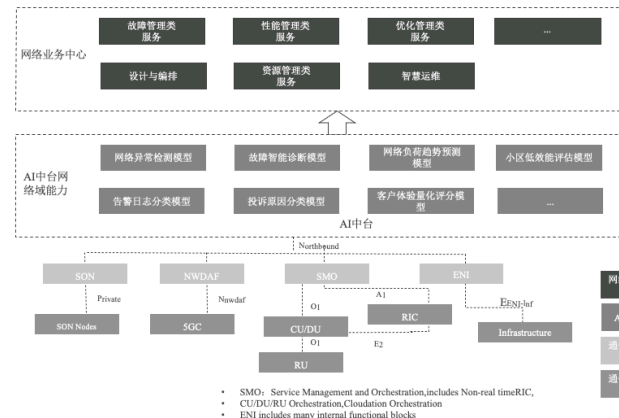 故障管理类
服务
性能管理类
服务
优化管理类
服务
...
网络业务中心
设计与编排
资源管理类
服务
智慧运维
AI中台网
络域能力
网络异常检测模型
故障智能诊断模型
网络负荷趋势预测
模型
小区低效能评估模型
告警日志分类模型
投诉原因分类模型
客户体验量化评分模
型
...
AI中台
Northbound
SON
NWDAF
SMO
ENI
Private
Nnwdaf
O1
A1
EENI-Inf
SON Nodes
5GC
CU/DU
RIC
Infrastructure
O1
E2
RU
网
A
通
通
• SMO：Service Management and Orchestration,includes Non-real timeRIC,
• CU/DU/RU Orchestration,Cloudation Orchestration
• ENI includes many internal functional blocks